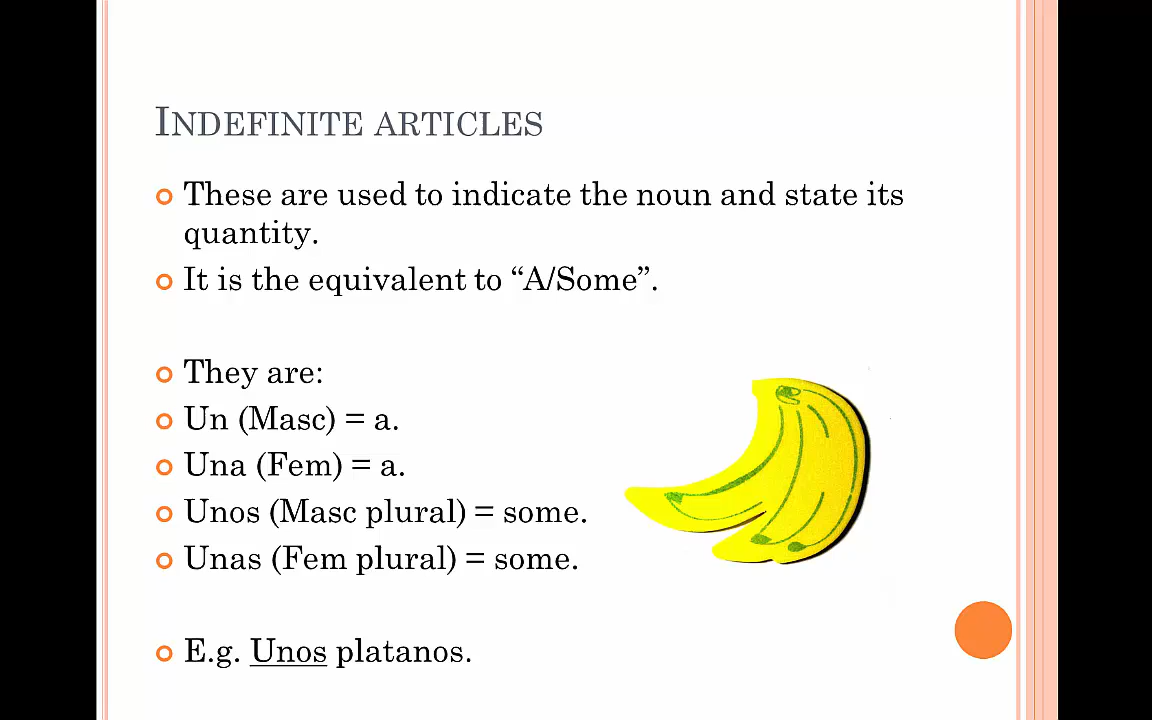 INDEFINITE ARTICLES
These are used to indicate the noun and state its
quantity.
It is the equivalent to “A/Some”.
They are:
Un (Masc) = a.
Una (Fem) = a.
Unos (Masc plural) = some.
Unas (Fem plural) = some.
E.g. Unos platanos.